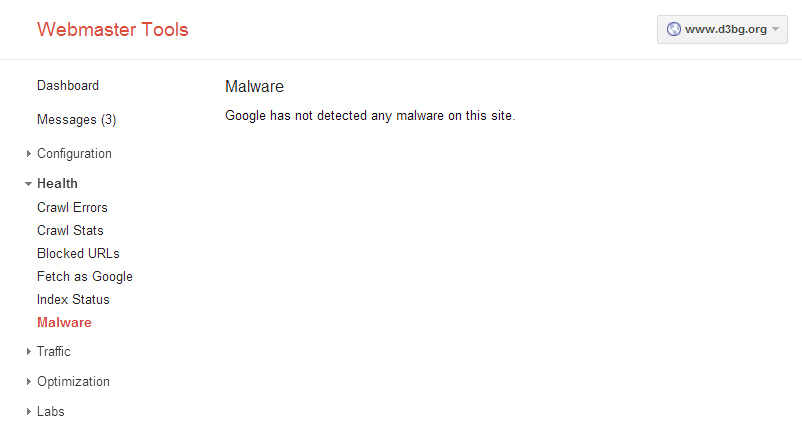 Webmaster Tools
www.d3bg.org
Dashboard
Messages (3)
Configuration
Health
Crawl Errors
Crawl Stats
Blocked URLs
Fetch as Google
Index Status
Malware
Traffic
Optimization
Labs
Malware
Google has not detected any malware on this site.